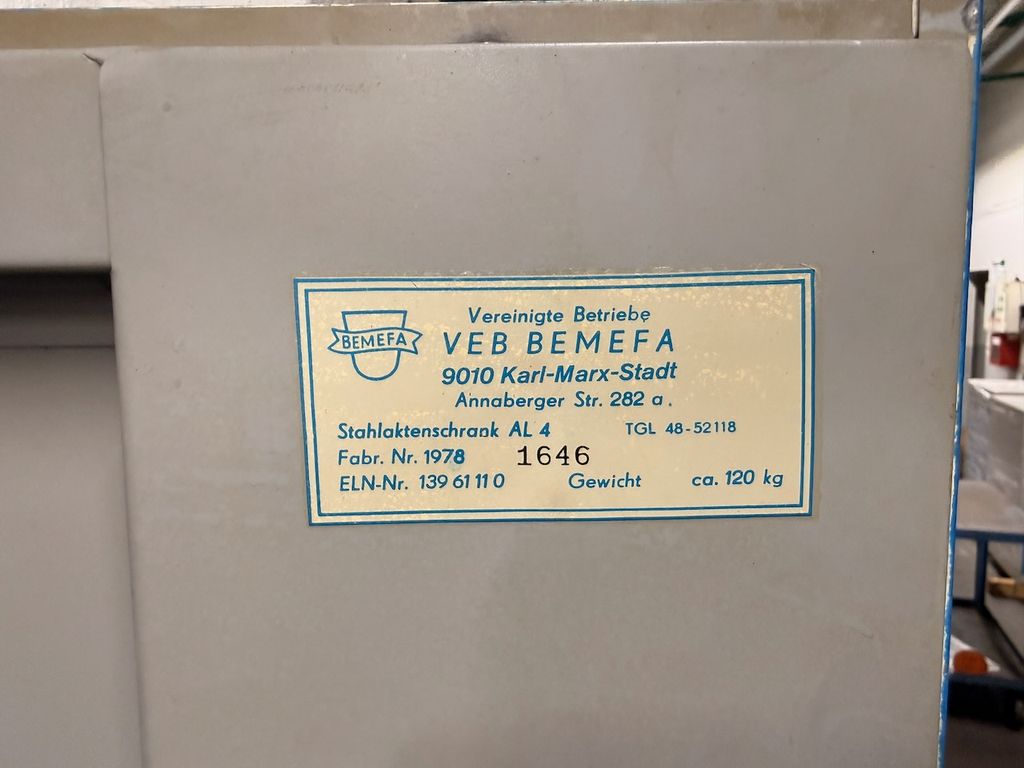 BEMEFA
Vereinigte Betriebe
VEB BEMEFA
9010 Karl-Marx-Stadt
Annaberger Str. 282 a.
Stahlaktenschrank AL 4 TGL 48-52118
Fabr. Nr. 1978 1646
ELN-Nr. 139 61 11 0 Gewicht ca. 120 kg